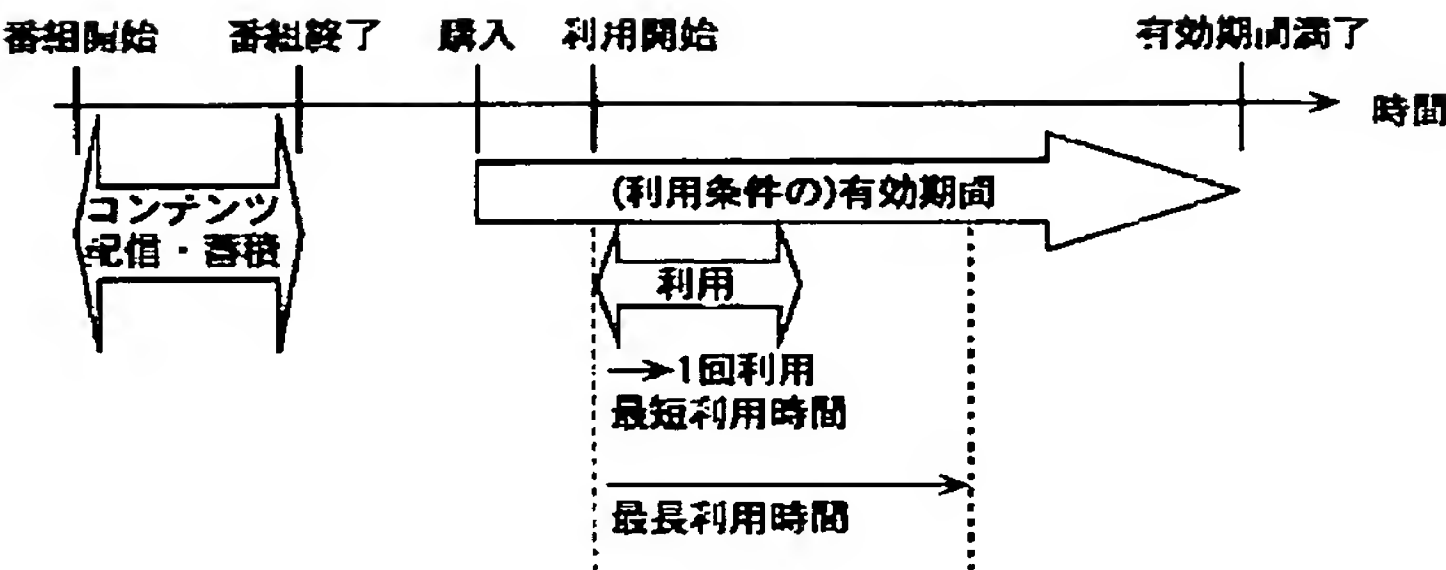 番組開始 番組終了 購入 利用開始 有効期間満了
時間
(利用条件の)有効期間
コンテンツ
配信・蓄積
利用
1回利用
最短利用時間
最長利用時間